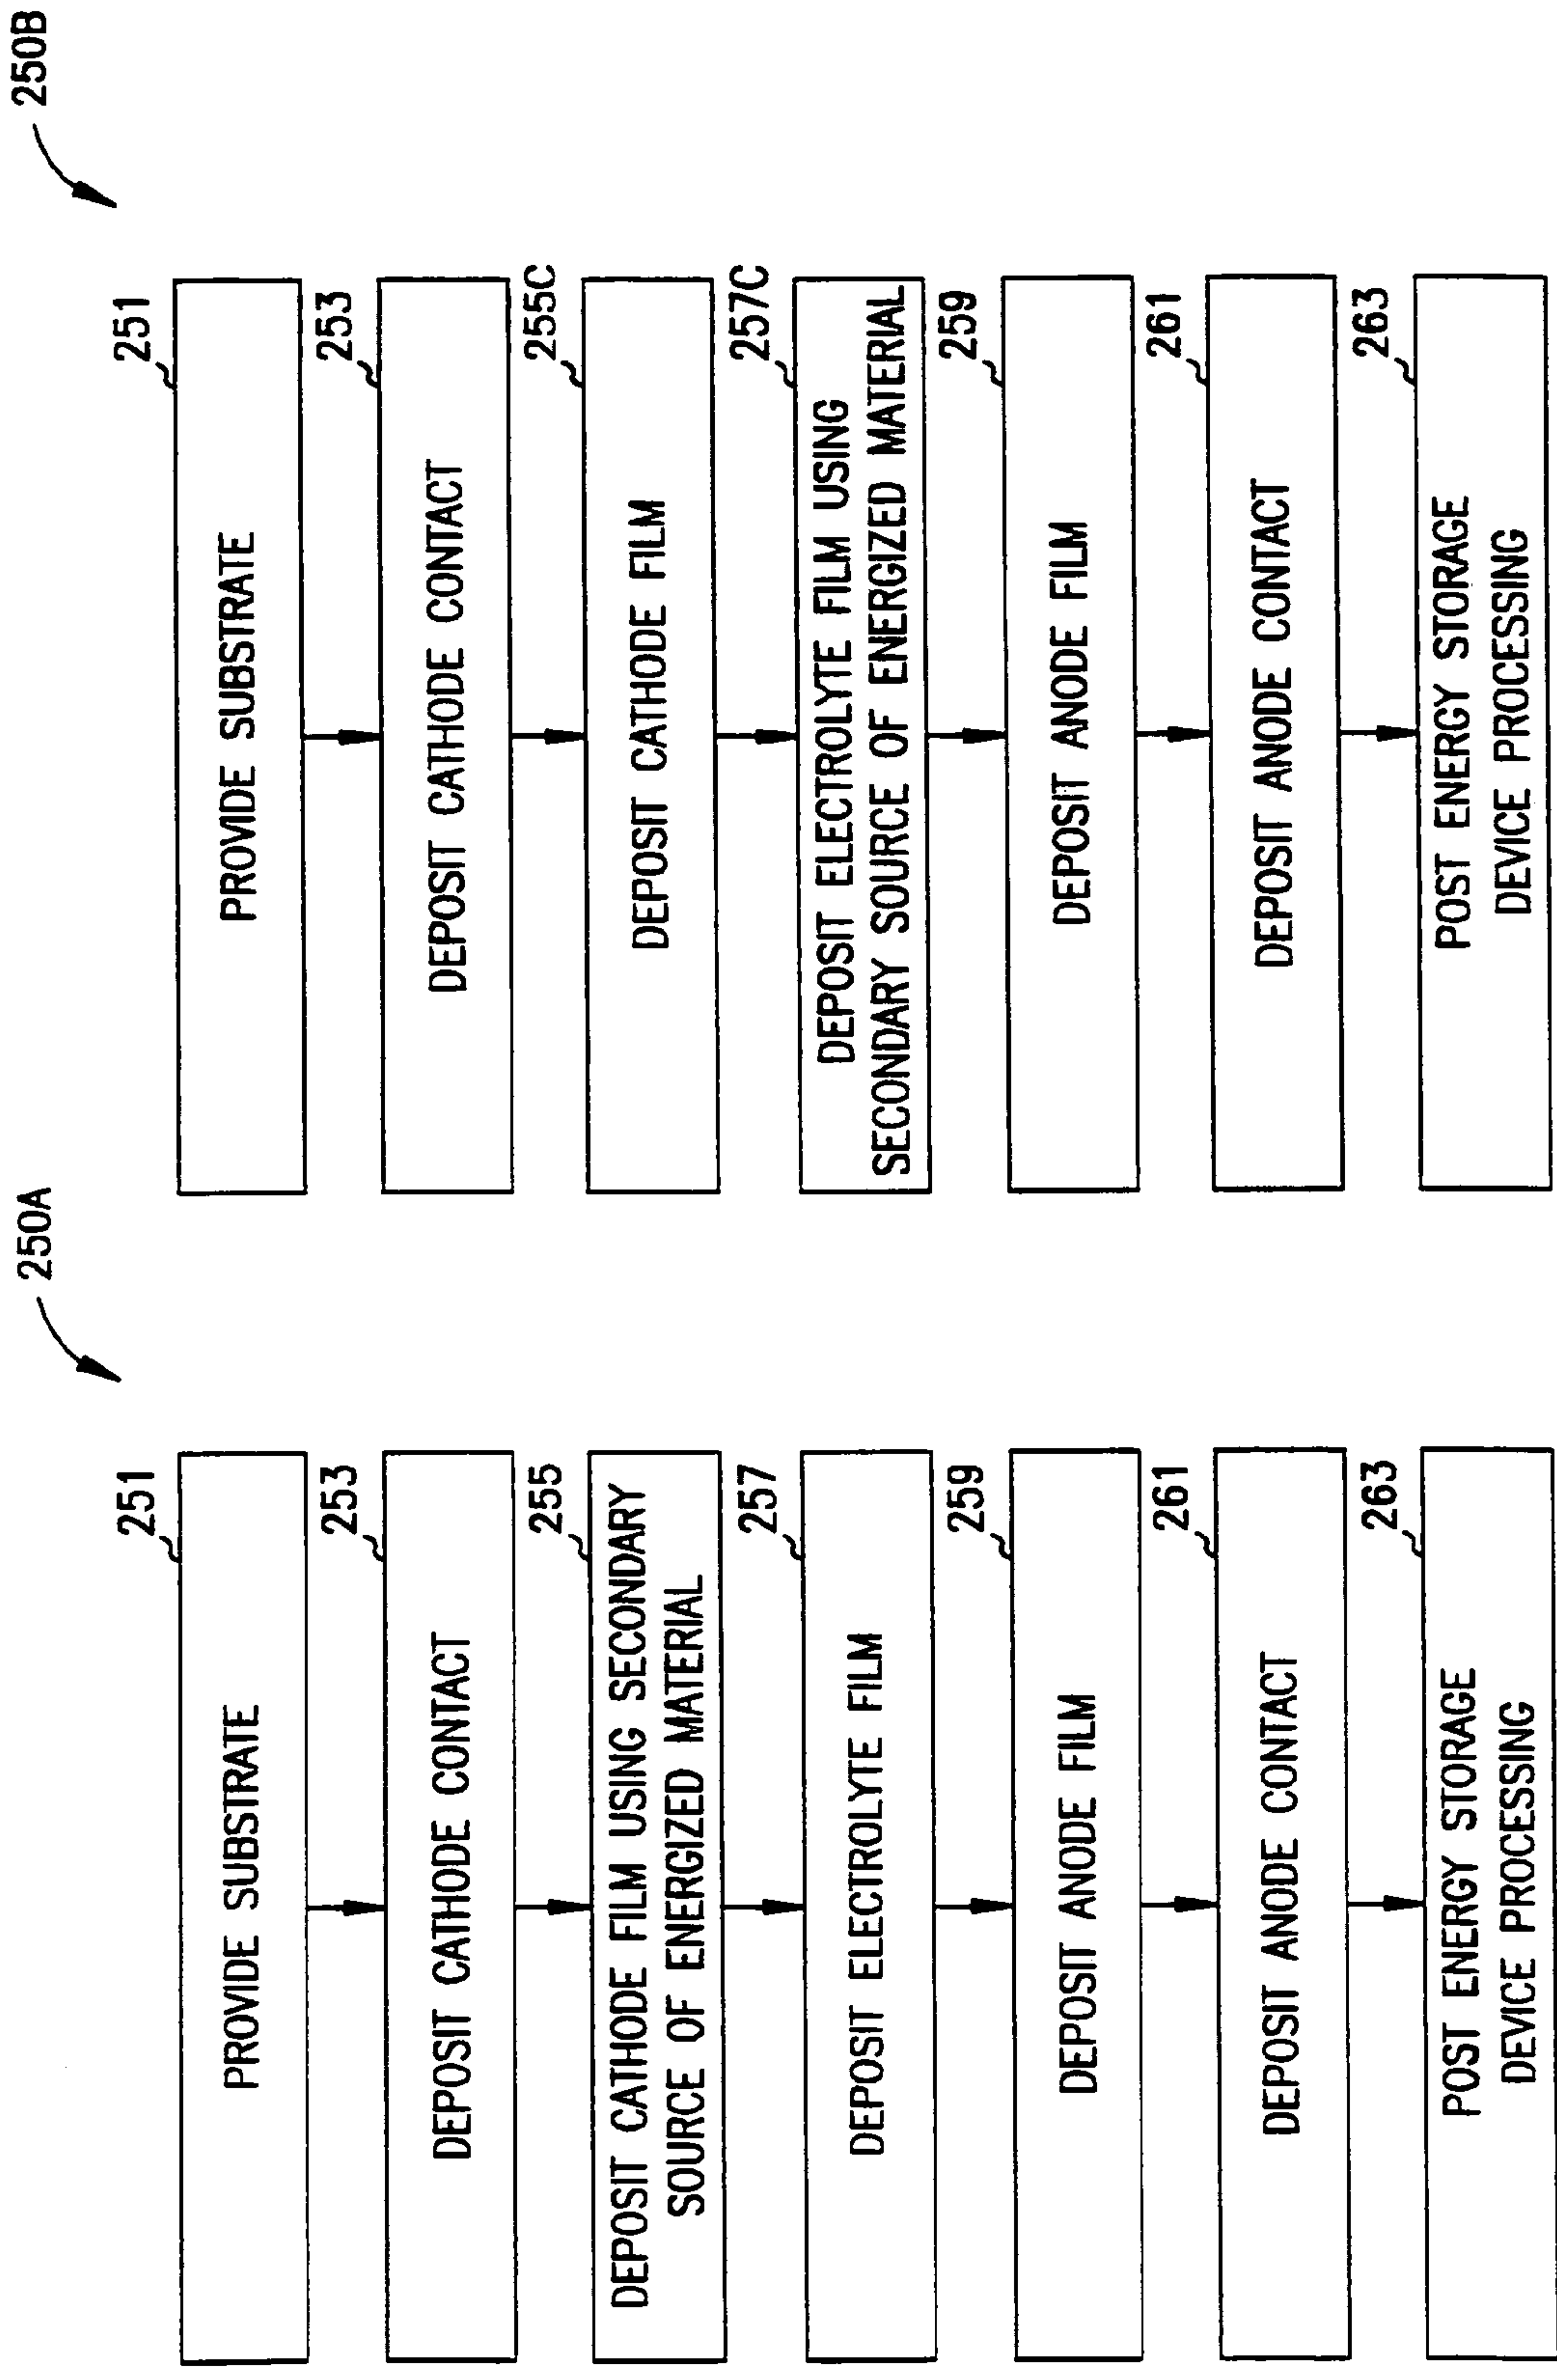 250A
251
PROVIDE SUBSTRATE
253
DEPOSIT CATHODE CONTACT
255
DEPOSIT CATHODE FILM USING SECONDARY
SOURCE OF ENERGIZED MATERIAL
257
DEPOSIT ELECTROLYTE FILM
259
DEPOSIT ANODE FILM
261
DEPOSIT ANODE CONTACT
263
POST ENERGY STORAGE
DEVICE PROCESSING
250B
251
PROVIDE SUBSTRATE
253
DEPOSIT CATHODE CONTACT
255C
DEPOSIT CATHODE FILM
257C
DEPOSIT ELECTROLYTE FILM USING
SECONDARY SOURCE OF ENERGIZED MATERIAL
259
DEPOSIT ANODE FILM
261
DEPOSIT ANODE CONTACT
263
POST ENERGY STORAGE
DEVICE PROCESSING